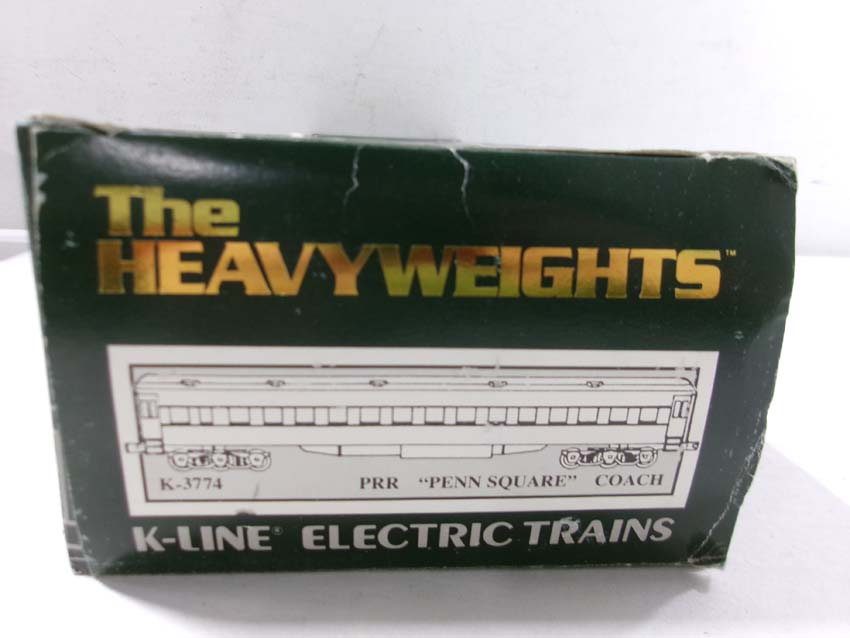 The
HEAVYWEIGHTS™
K-3774 PRR "PENN SQUARE" COACH
K-LINE® ELECTRIC TRAINS